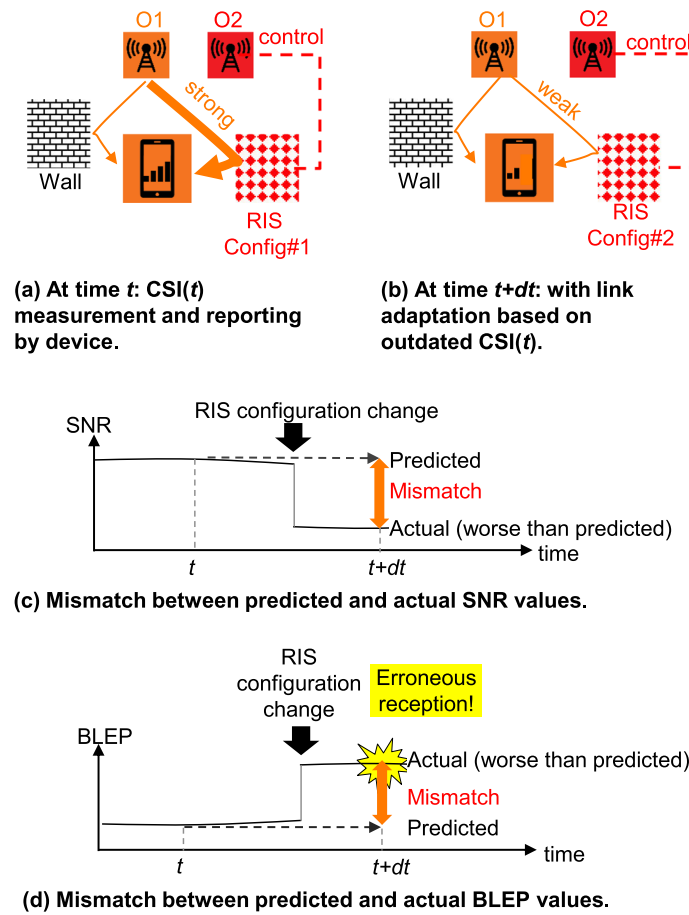 O1
O2
control
strong
Wall
RIS
Config#1
(a) At time t: CSI(t)
measurement and reporting
by device.
O1
O2
control
weak
Wall
RIS
Config#2
(b) At time t+dt: with link
adaptation based on
outdated CSI(t).
RIS configuration change
SNR
Predicted
Mismatch
Actual (worse than predicted)
time
t
t+dt
(c) Mismatch between predicted and actual SNR values.
RIS
configuration
change
Erroneous
reception!
BLEP
Actual (worse than predicted)
Mismatch
Predicted
time
t
t+dt
(d) Mismatch between predicted and actual BLEP values.